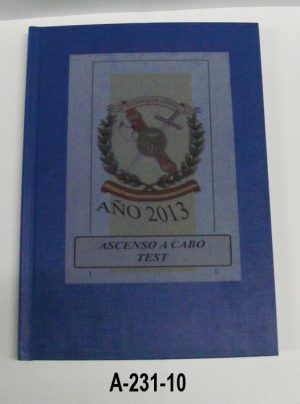 AÑO 2013
ASCENSO A CABO
TEST
A-231-10